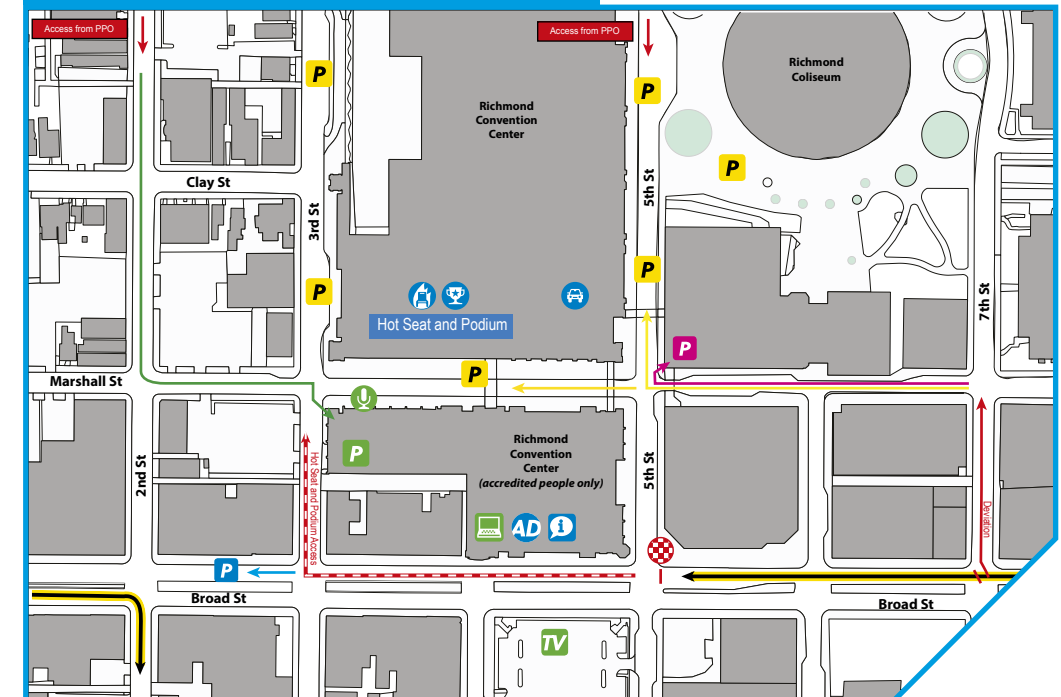 Access from PPO
Access from PPO
Richmond
Coliseum
P
P
Richmond
Convention
Center
P
Clay St
5th St
3rd St
P
P
7th St
Hot Seat and Podium
P
P
Marshall St
Richmond
Convention
Center
(accredited people only)
P
2nd St
5th St
Hot Seat and Podium Access
Deviation
AD
i
P
Broad St
Broad St
TV